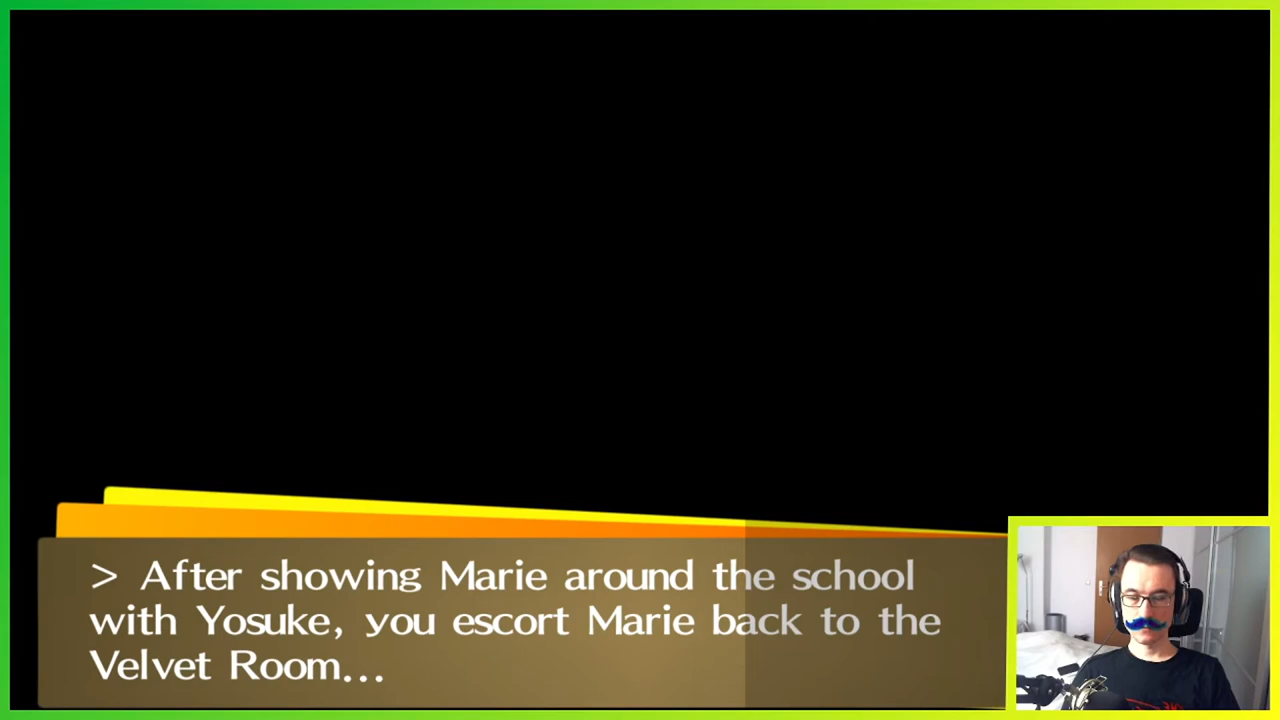 > After showing Marie around the school
with Yosuke, you escort Marie back to the
Velvet Room...